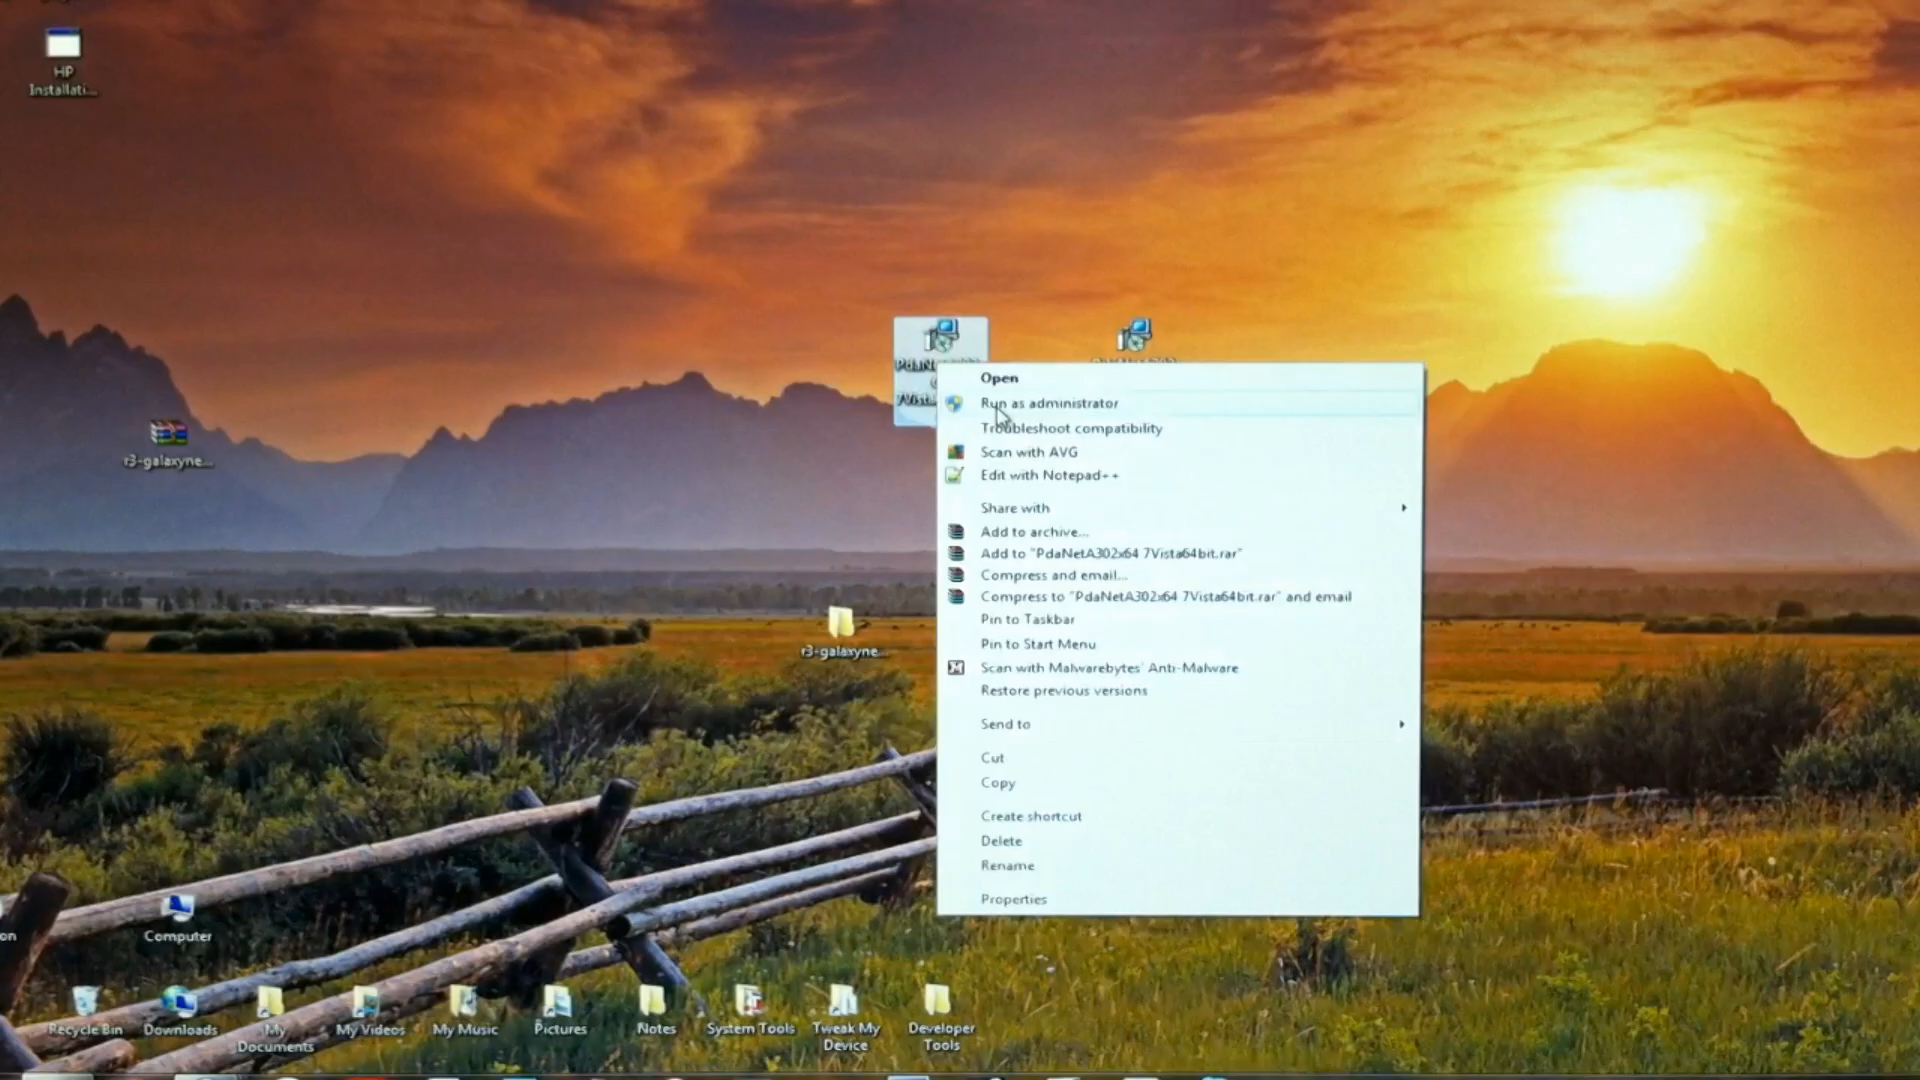 HP
Installati...
r3-galaxyne...
r3-galaxyne...
Open
Run as administrator
Troubleshoot compatibility
Scan with AVG
Edit with Notepad++
Share with
Add to archive...
Add to "PdaNetA302x64 7Vista64bit.rar"
Compress and email...
Compress to "PdaNetA302x64 7Vista64bit.rar" and email
Pin to Taskbar
Pin to Start Menu
Scan with Malwarebytes' Anti-Malware
Restore previous versions
Send to
Cut
Copy
Create shortcut
Delete
Rename
Properties
on
Computer
Recycle Bin
Downloads
My
Documents
My Videos
My Music
Pictures
Notes
System Tools
Tweak My
Device
Developer
Tools